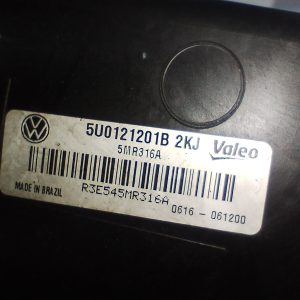 5U0121201B 2KJ Valeo
5MR316A
MADE IN BRAZIL R3E545MR316A
0616 - 061200